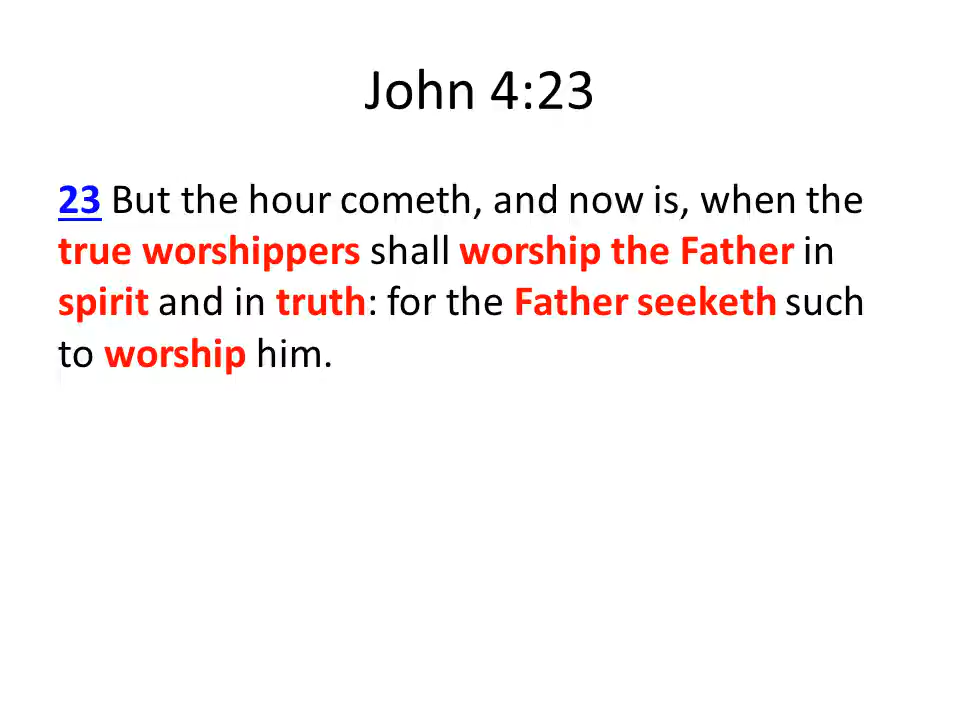 John 4:23
23 But the hour cometh, and now is, when the
true worshippers shall worship the Father in
spirit and in truth: for the Father seeketh such
to worship him.